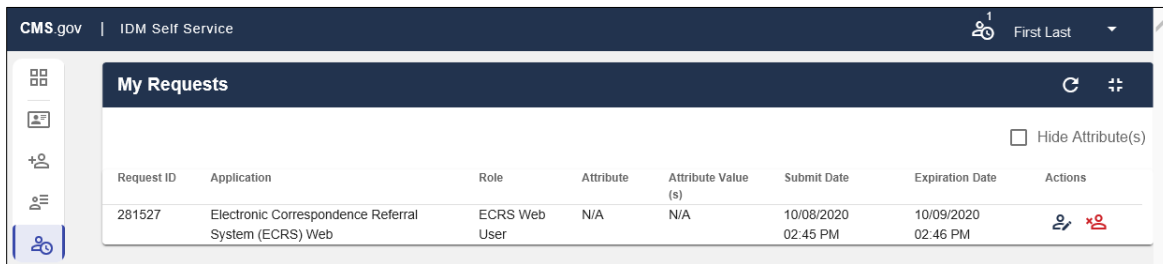 CMS.gov | IDM Self Service 1 First Last
My Requests
Hide Attribute(s)
Request ID Application Role Attribute Attribute Value (s) Submit Date Expiration Date Actions
281527 Electronic Correspondence Referral System (ECRS) Web ECRS Web User N/A N/A 10/08/2020 02:45 PM 10/09/2020 02:46 PM